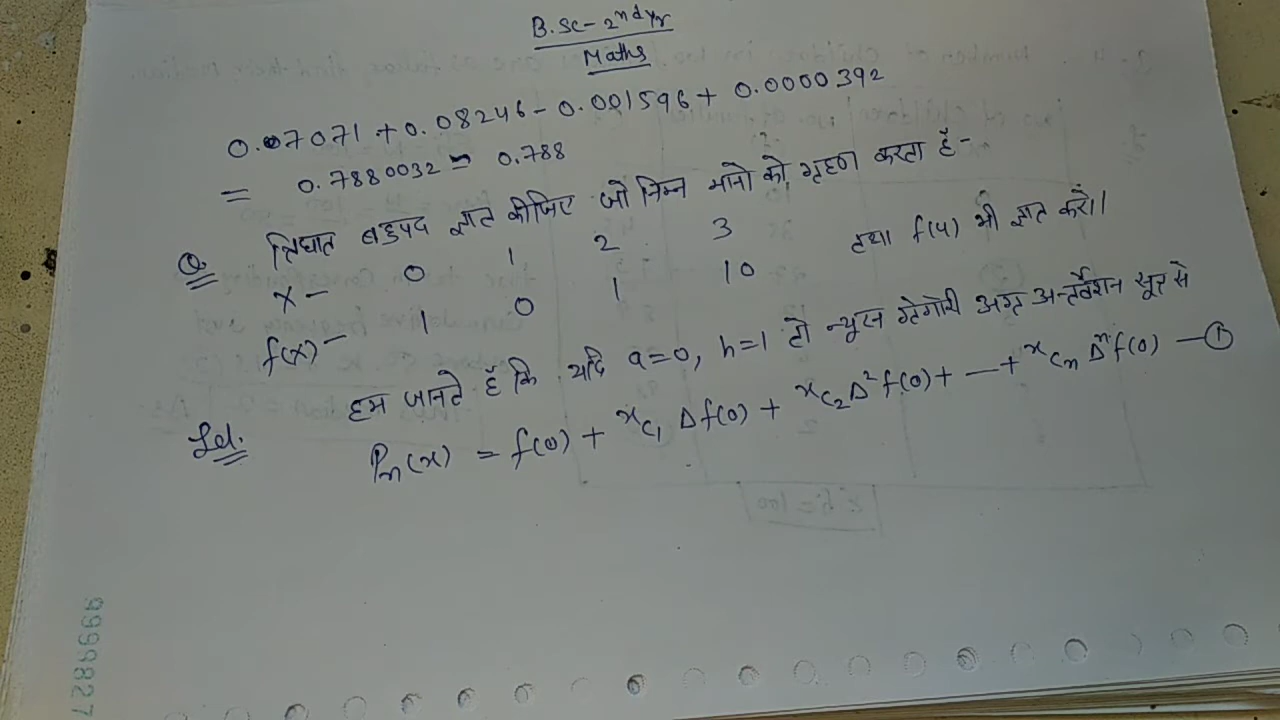 B.Sc-2nd yr
Maths
0.07071 + 0.08246 - 0.001596 + 0.0000392
= 0.7880032 ≃ 0.788
Q. त्रिघात बहुपद ज्ञात कीजिए जो निम्न मानो को ग्रहण करता है-
x- 0 1 2 3
f(x)- 1 0 1 10 तथा f(4) भी ज्ञात करें।
Sol. हम जानते हैं कि यदि a=0, h=1 तो न्यूटन ग्रेगोरी अग्र अन्तर्वेशन सूत्र से
Pn(x) = f(0) + ˣC₁ Δf(0) + ˣC₂ Δ²f(0) + — + ˣCₙ Δⁿf(0) —①
9999827